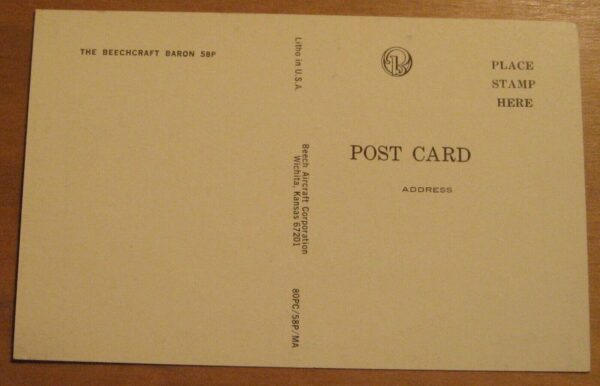 THE BEECHCRAFT BARON 58P
Litho in U.S.A.
Beech Aircraft Corporation
Wichita, Kansas 67201
80PC/58P/MA
PLACE
STAMP
HERE
POST CARD
ADDRESS